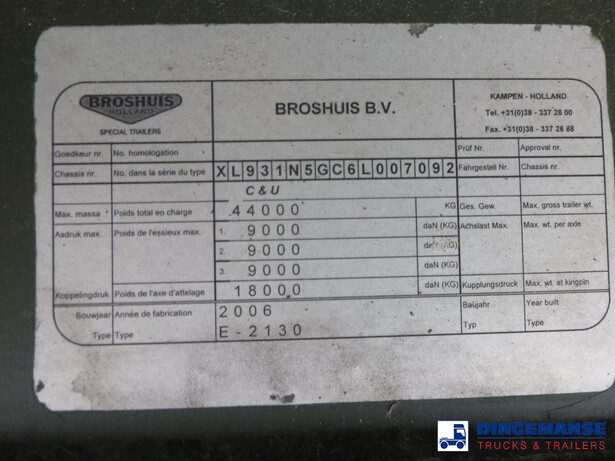 BROSHUIS
HOLLAND
SPECIAL TRAILERS
BROSHUIS B.V.
KAMPEN - HOLLAND
Tel. +31(0)38 - 337 28 00
Fax. +31(0)38 - 337 28 88
Goedkeur nr. No. homologation Prüf Nr. Approval nr.
Chassis nr. No. dans la série du type XL931N5GC6L007092 Fahrgestell Nr. Chassis nr.
C & U
Max. massa Poids total en charge 44000 KG Ges. Gew. Max. gross trailer wt.
Asdruk max. Poids de l'essieux max. 1. 9000 daN (KG) Achslast Max. Max. wt. per axle
2. 9000 daN (KG)
3. 9000 daN (KG)
Koppelingdruk Poids de l'axe d'attelage 18000 daN (KG) Kupplungsdruck Max. wt. at kingpin
Bouwjaar Année de fabrication 2006 Baujahr Year built
Type Type E-2130 Typ Type
DINGEMANSE
TRUCKS & TRAILERS